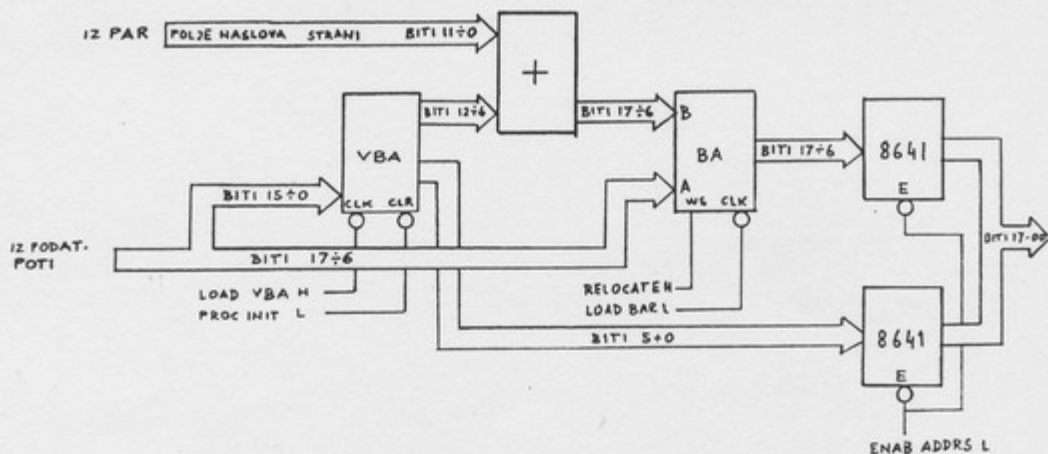 IZ PAR
POLJE NASLOVA STRANI BITI 11÷0
+
BITI 12÷6
BITI 17÷6
B
VBA
BA
BITI 17÷6
8641
E
BITI 15÷0
CLK CLR
A
WS CLK
BITI 17-00
IZ PODAT.
POTI
BITI 17÷6
LOAD VBA H
PROC INIT L
RELOCATE H
LOAD BAR L
BITI 5÷0
8641
E
ENAB ADDRS L